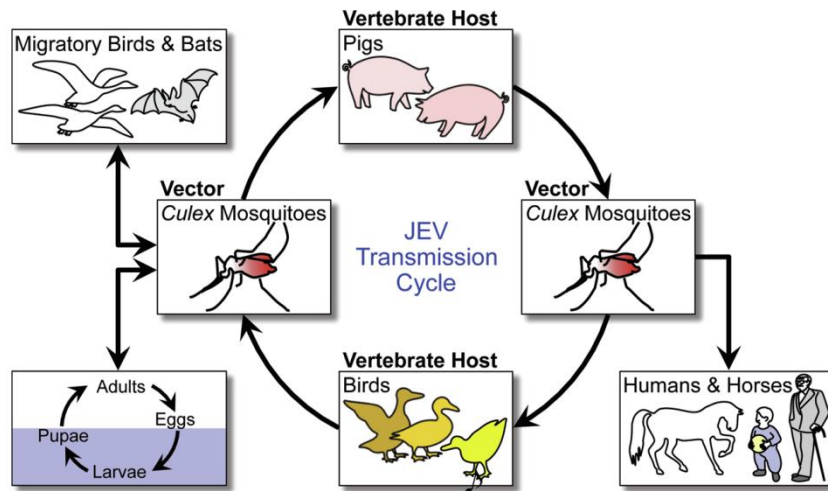 Migratory Birds & Bats
Vertebrate Host
Pigs
Vector
Culex Mosquitoes
JEV
Transmission
Cycle
Vector
Culex Mosquitoes
Vertebrate Host
Birds
Adults
Eggs
Pupae
Larvae
Humans & Horses